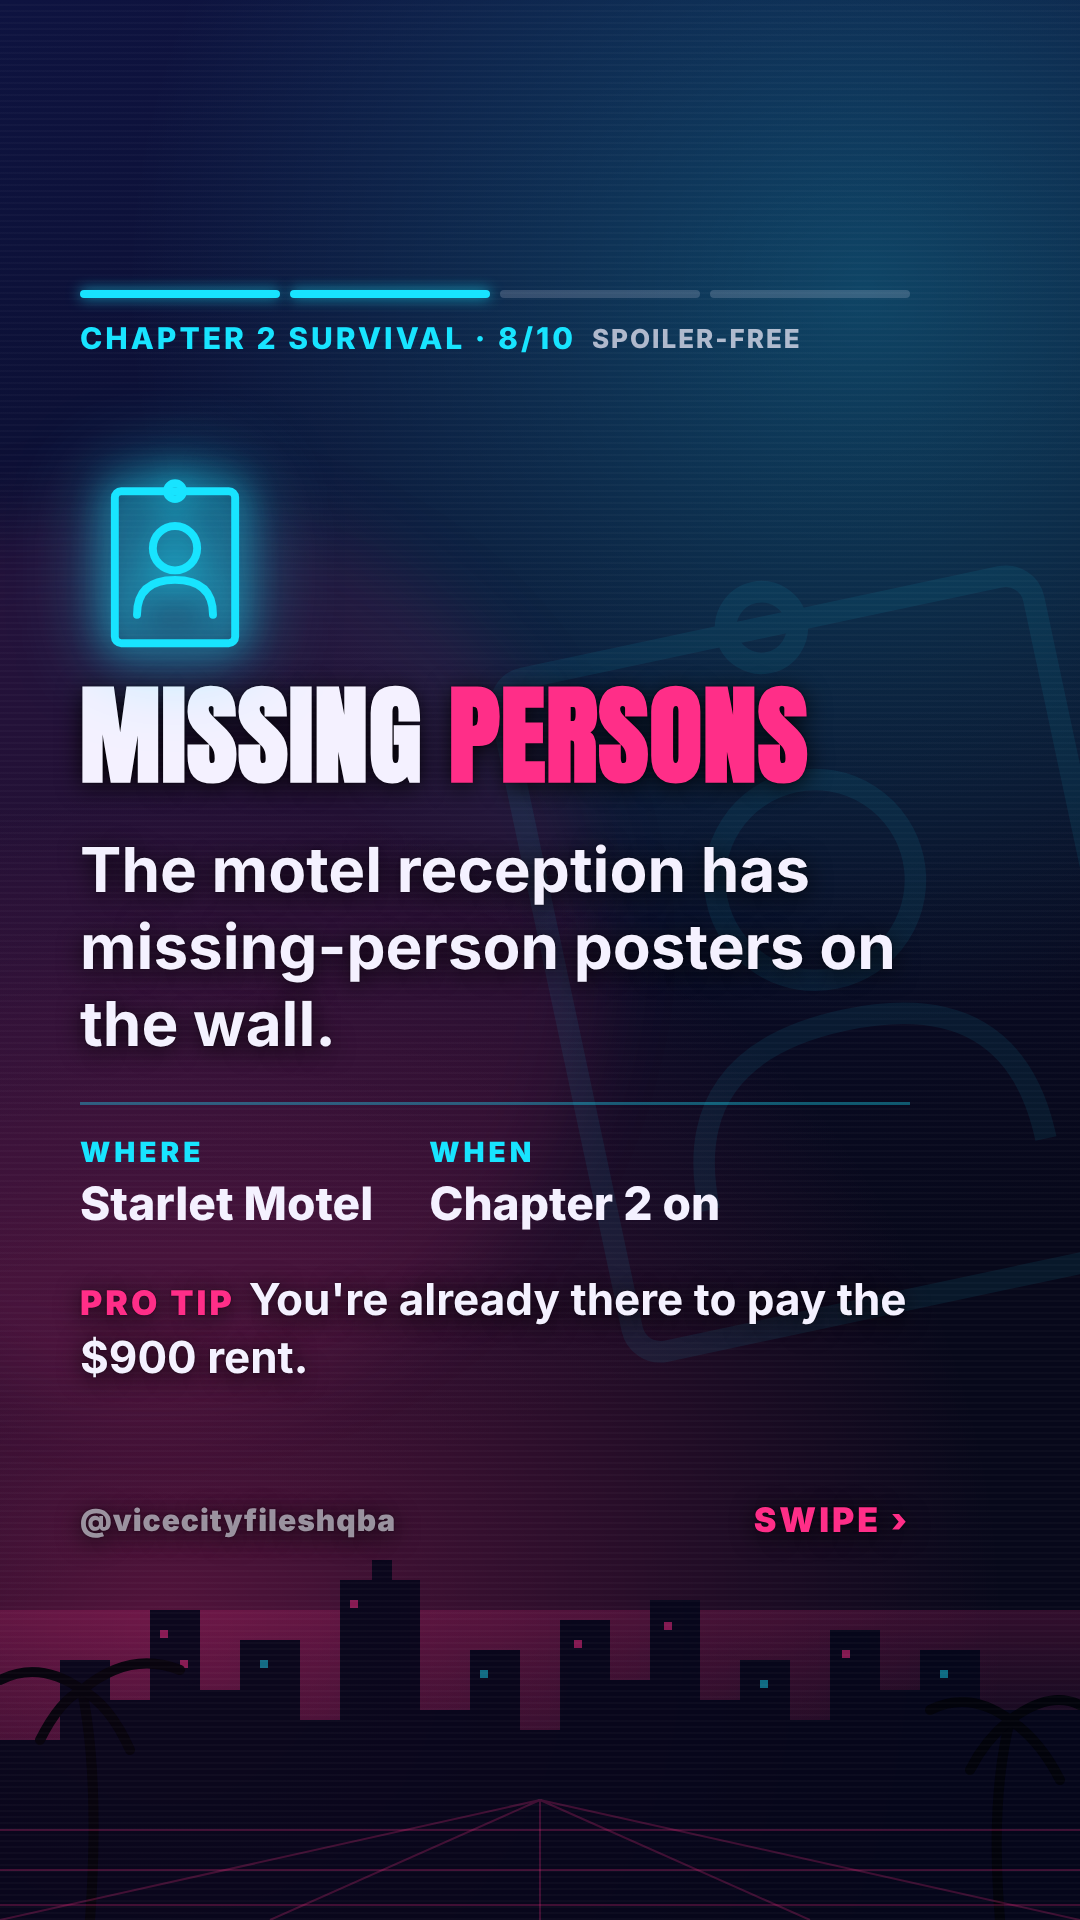 CHAPTER 2 SURVIVAL · 8/10 SPOILER-FREE
MISSING PERSONS
The motel reception has
missing-person posters on
the wall.
WHERE WHEN
Starlet Motel Chapter 2 on
PRO TIP You're already there to pay the
$900 rent.
@vicecityfileshqba SWIPE ›